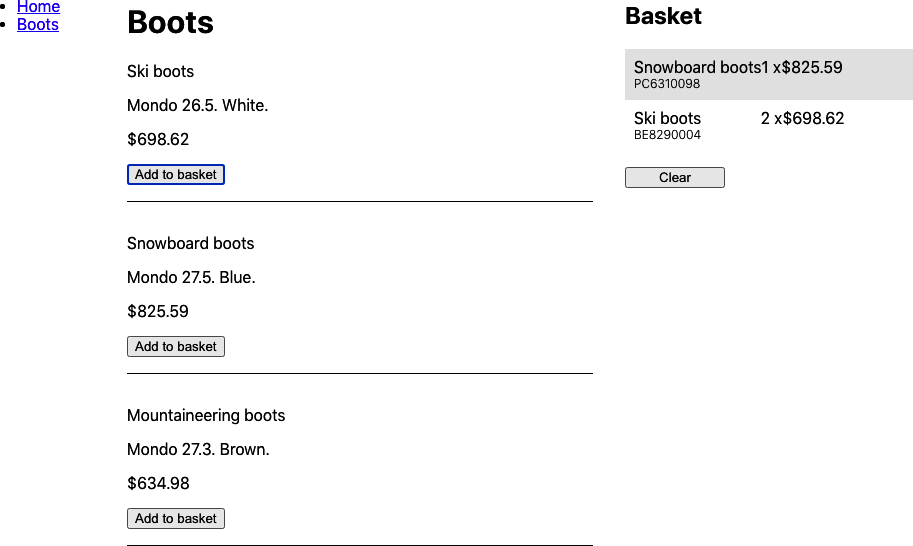 Home
Boots
Boots
Ski boots
Mondo 26.5. White.
$698.62
Add to basket
Snowboard boots
Mondo 27.5. Blue.
$825.59
Add to basket
Mountaineering boots
Mondo 27.3. Brown.
$634.98
Add to basket
Basket
Snowboard boots1 x$825.59
PC6310098
Ski boots 2 x$698.62
BE8290004
Clear